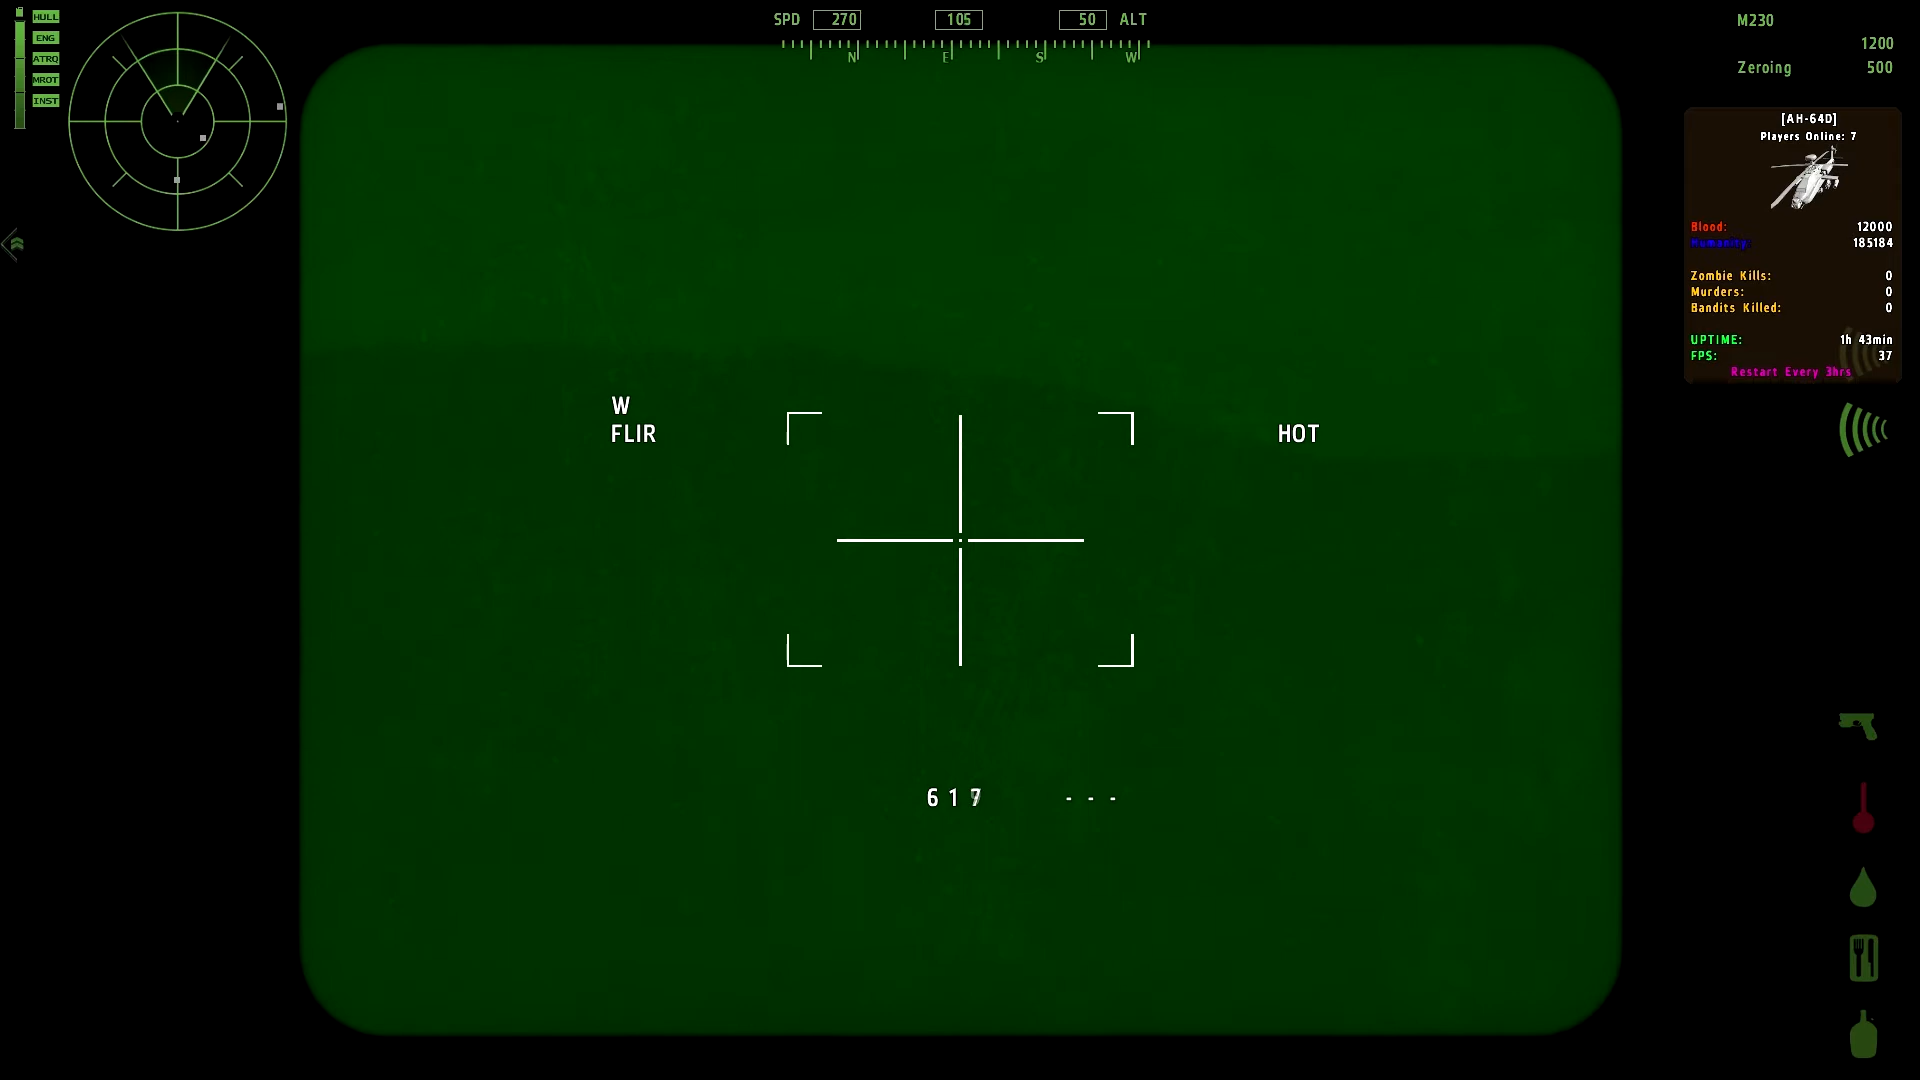 HULL
ENG
ATRQ
MROT
INST
SPD 270 105 50 ALT
N E S W
M230
1200
Zeroing 500
[AH-64D]
Players Online: 7
Blood: 12000
Humanity: 185184
Zombie Kills: 0
Murders: 0
Bandits Killed: 0
UPTIME: 1h 43min
FPS: 37
Restart Every 3hrs
W
FLIR
HOT
61 - - -